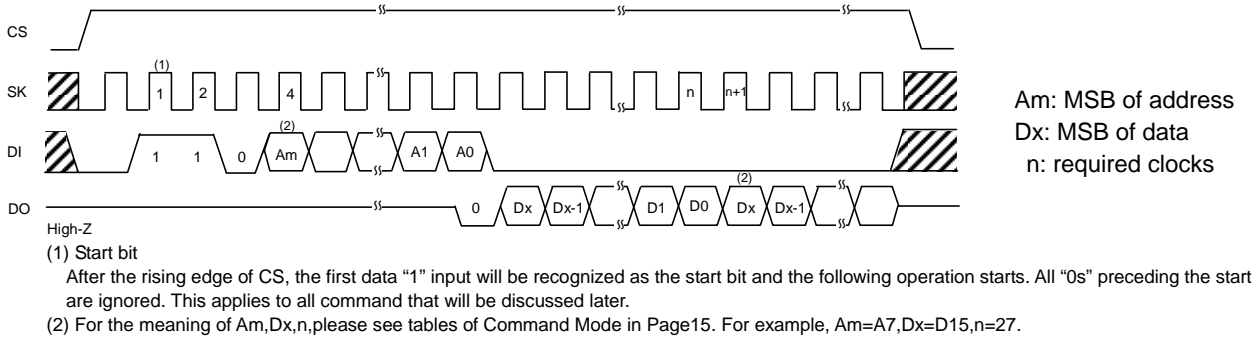 CS
(1)
SK 1 2 4 n n+1
(2)
DI 1 1 0 Am A1 A0
(2)
DO 0 Dx Dx-1 D1 D0 Dx Dx-1
High-Z
Am: MSB of address
Dx: MSB of data
n: required clocks
(1) Start bit
After the rising edge of CS, the first data “1” input will be recognized as the start bit and the following operation starts. All “0s” preceding the start
are ignored. This applies to all command that will be discussed later.
(2) For the meaning of Am,Dx,n,please see tables of Command Mode in Page15. For example, Am=A7,Dx=D15,n=27.